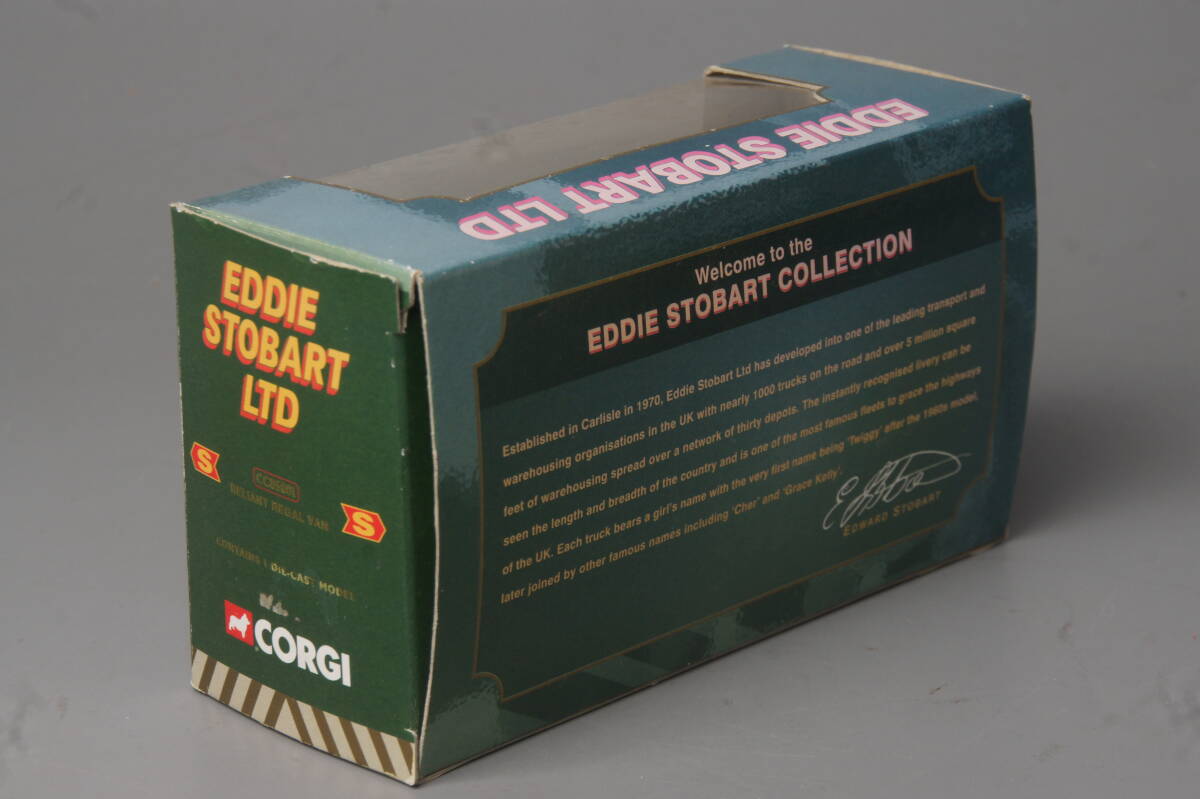 EDDIE STOBART LTD
EDDIE
STOBART
LTD
S
RELIANT REGAL VAN
S
CONTAINS 1 DIE-CAST MODEL
CORGI
Welcome to the
EDDIE STOBART COLLECTION
Established in Carlisle in 1970, Eddie Stobart Ltd has developed into one of the leading transport and
warehousing organisations in the UK with nearly 1000 trucks on the road and over 5 million square
feet of warehousing spread over a network of thirty depots. The instantly recognised livery can be
seen the length and breadth of the country and is one of the most famous fleets to grace the highways
of the UK. Each truck bears a girl's name with the very first name being 'Twiggy' after the 1960s model,
later joined by other famous names including 'Cher' and 'Grace Kelly'.
EDWARD STOBART